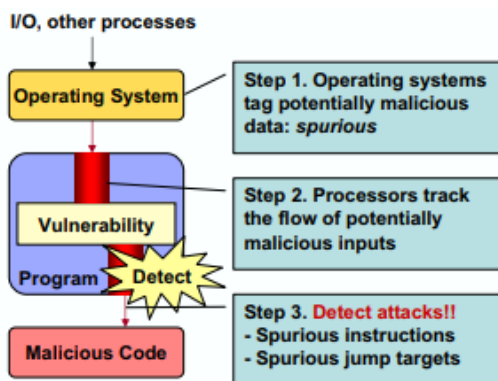 I/O, other processes
Operating System
Step 1. Operating systems
tag potentially malicious
data: spurious
Vulnerability
Program
Detect
Step 2. Processors track
the flow of potentially
malicious inputs
Malicious Code
Step 3. Detect attacks!!
- Spurious instructions
- Spurious jump targets